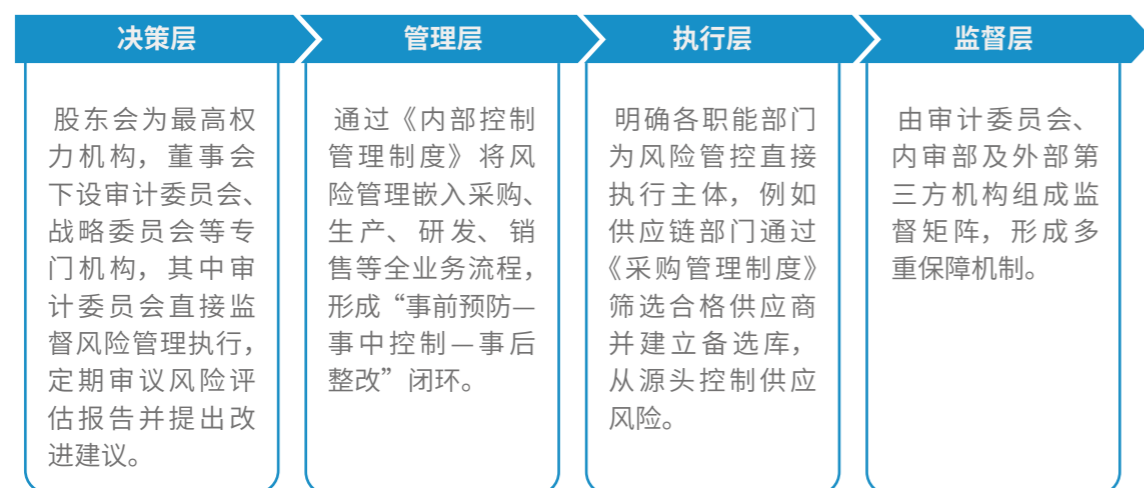 决策层
股东会为最高权
力机构，董事会
下设审计委员会、
战略委员会等专
门机构，其中审
计委员会直接监
督风险管理执行，
定期审议风险评
估报告并提出改
进建议。
管理层
通过《内部控制
管理制度》将风
险管理嵌入采购、
生产、研发、销
售等全业务流程，
形成“事前预防—
事中控制—事后
整改”闭环。
执行层
明确各职能部门
为风险管控直接
执行主体，例如
供应链部门通过
《采购管理制度》
筛选合格供应商
并建立备选库，
从源头控制供应
风险。
监督层
由审计委员会、
内审部及外部第
三方机构组成监
督矩阵，形成多
重保障机制。